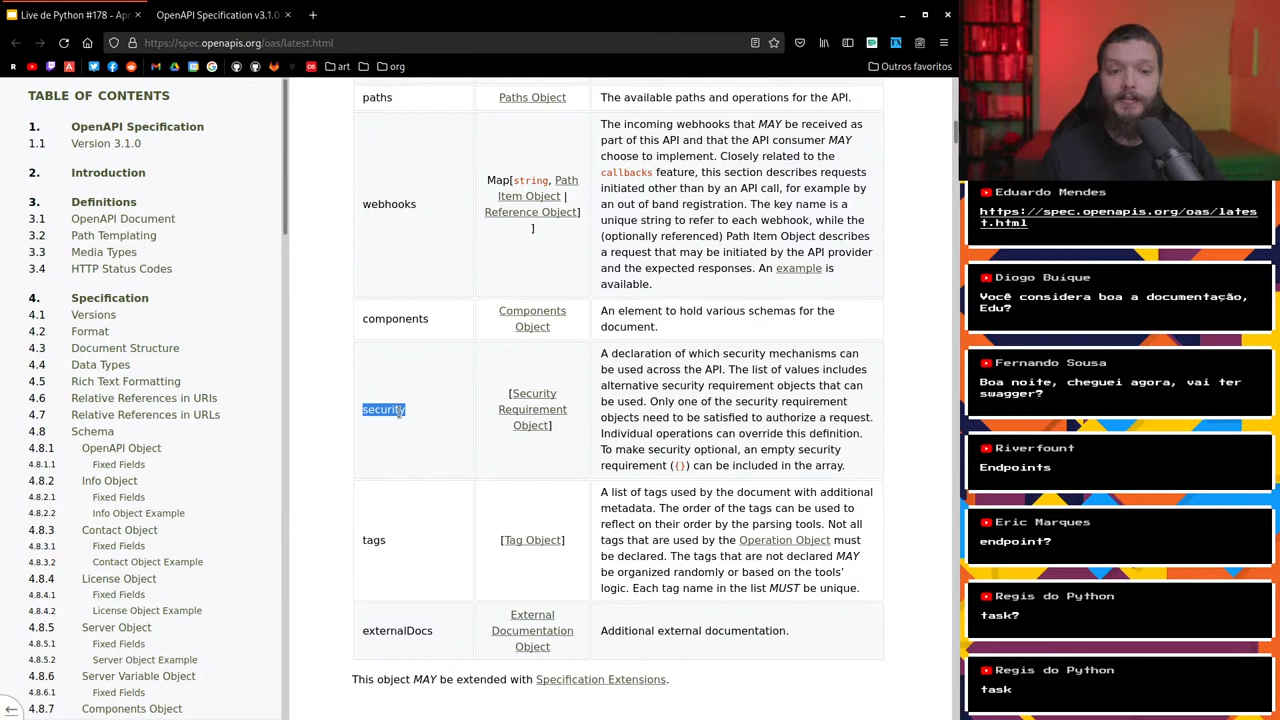 Live de Python #178 - Ap
OpenAPI Specification v3.1.0
https://spec.openapis.org/oas/latest.html
art
org
Outros favoritos
TABLE OF CONTENTS
1. OpenAPI Specification
1.1 Version 3.1.0
2. Introduction
3. Definitions
3.1 OpenAPI Document
3.2 Path Templating
3.3 Media Types
3.4 HTTP Status Codes
4. Specification
4.1 Versions
4.2 Format
4.3 Document Structure
4.4 Data Types
4.5 Rich Text Formatting
4.6 Relative References in URIs
4.7 Relative References in URLs
4.8 Schema
4.8.1 OpenAPI Object
4.8.1.1 Fixed Fields
4.8.2 Info Object
4.8.2.1 Fixed Fields
4.8.2.2 Info Object Example
4.8.3 Contact Object
4.8.3.1 Fixed Fields
4.8.3.2 Contact Object Example
4.8.4 License Object
4.8.4.1 Fixed Fields
4.8.4.2 License Object Example
4.8.5 Server Object
4.8.5.1 Fixed Fields
4.8.5.2 Server Object Example
4.8.6 Server Variable Object
4.8.6.1 Fixed Fields
4.8.7 Components Object
paths
Paths Object
The available paths and operations for the API.
webhooks
Map[string, Path
Item Object |
Reference Object]
]
The incoming webhooks that MAY be received as
part of this API and that the API consumer MAY
choose to implement. Closely related to the
callbacks feature, this section describes requests
initiated other than by an API call, for example by
an out of band registration. The key name is a
unique string to refer to each webhook, while the
(optionally referenced) Path Item Object describes
a request that may be initiated by the API provider
and the expected responses. An example is
available.
components
Components
Object
An element to hold various schemas for the
document.
security
[Security
Requirement
Object]
A declaration of which security mechanisms can
be used across the API. The list of values includes
alternative security requirement objects that can
be used. Only one of the security requirement
objects need to be satisfied to authorize a request.
Individual operations can override this definition.
To make security optional, an empty security
requirement ({}) can be included in the array.
tags
[Tag Object]
A list of tags used by the document with additional
metadata. The order of the tags can be used to
reflect on their order by the parsing tools. Not all
tags that are used by the Operation Object must
be declared. The tags that are not declared MAY
be organized randomly or based on the tools’
logic. Each tag name in the list MUST be unique.
externalDocs
External
Documentation
Object
Additional external documentation.
This object MAY be extended with Specification Extensions.
Eduardo Mendes
https://spec.openapis.org/oas/lates
t.html
Diogo Buique
Você considera boa a documentação,
Edu?
Fernando Sousa
Boa noite, cheguei agora, vai ter
swagger?
Riverfount
Endpoints
Eric Marques
endpoint?
Regis do Python
task?
Regis do Python
task